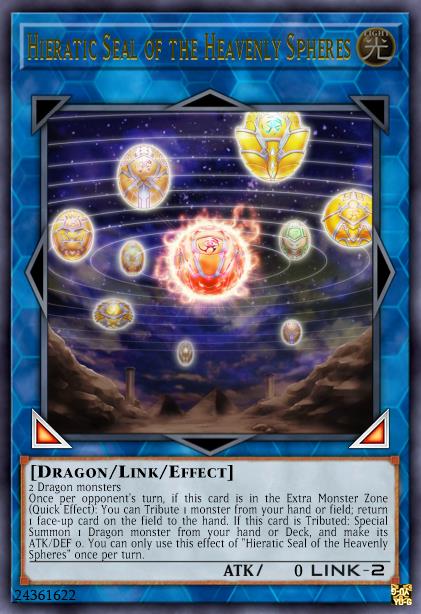 Hieratic Seal of the Heavenly Spheres
LIGHT
光
[Dragon/Link/Effect]
2 Dragon monsters
Once per opponent's turn, if this card is in the Extra Monster Zone
(Quick Effect): You can Tribute 1 monster from your hand or field; return
1 face-up card on the field to the hand. If this card is Tributed: Special
Summon 1 Dragon monster from your hand or Deck, and make its
ATK/DEF 0. You can only use this effect of "Hieratic Seal of the Heavenly
Spheres" once per turn.
ATK/ 0 LINK-2
24361622